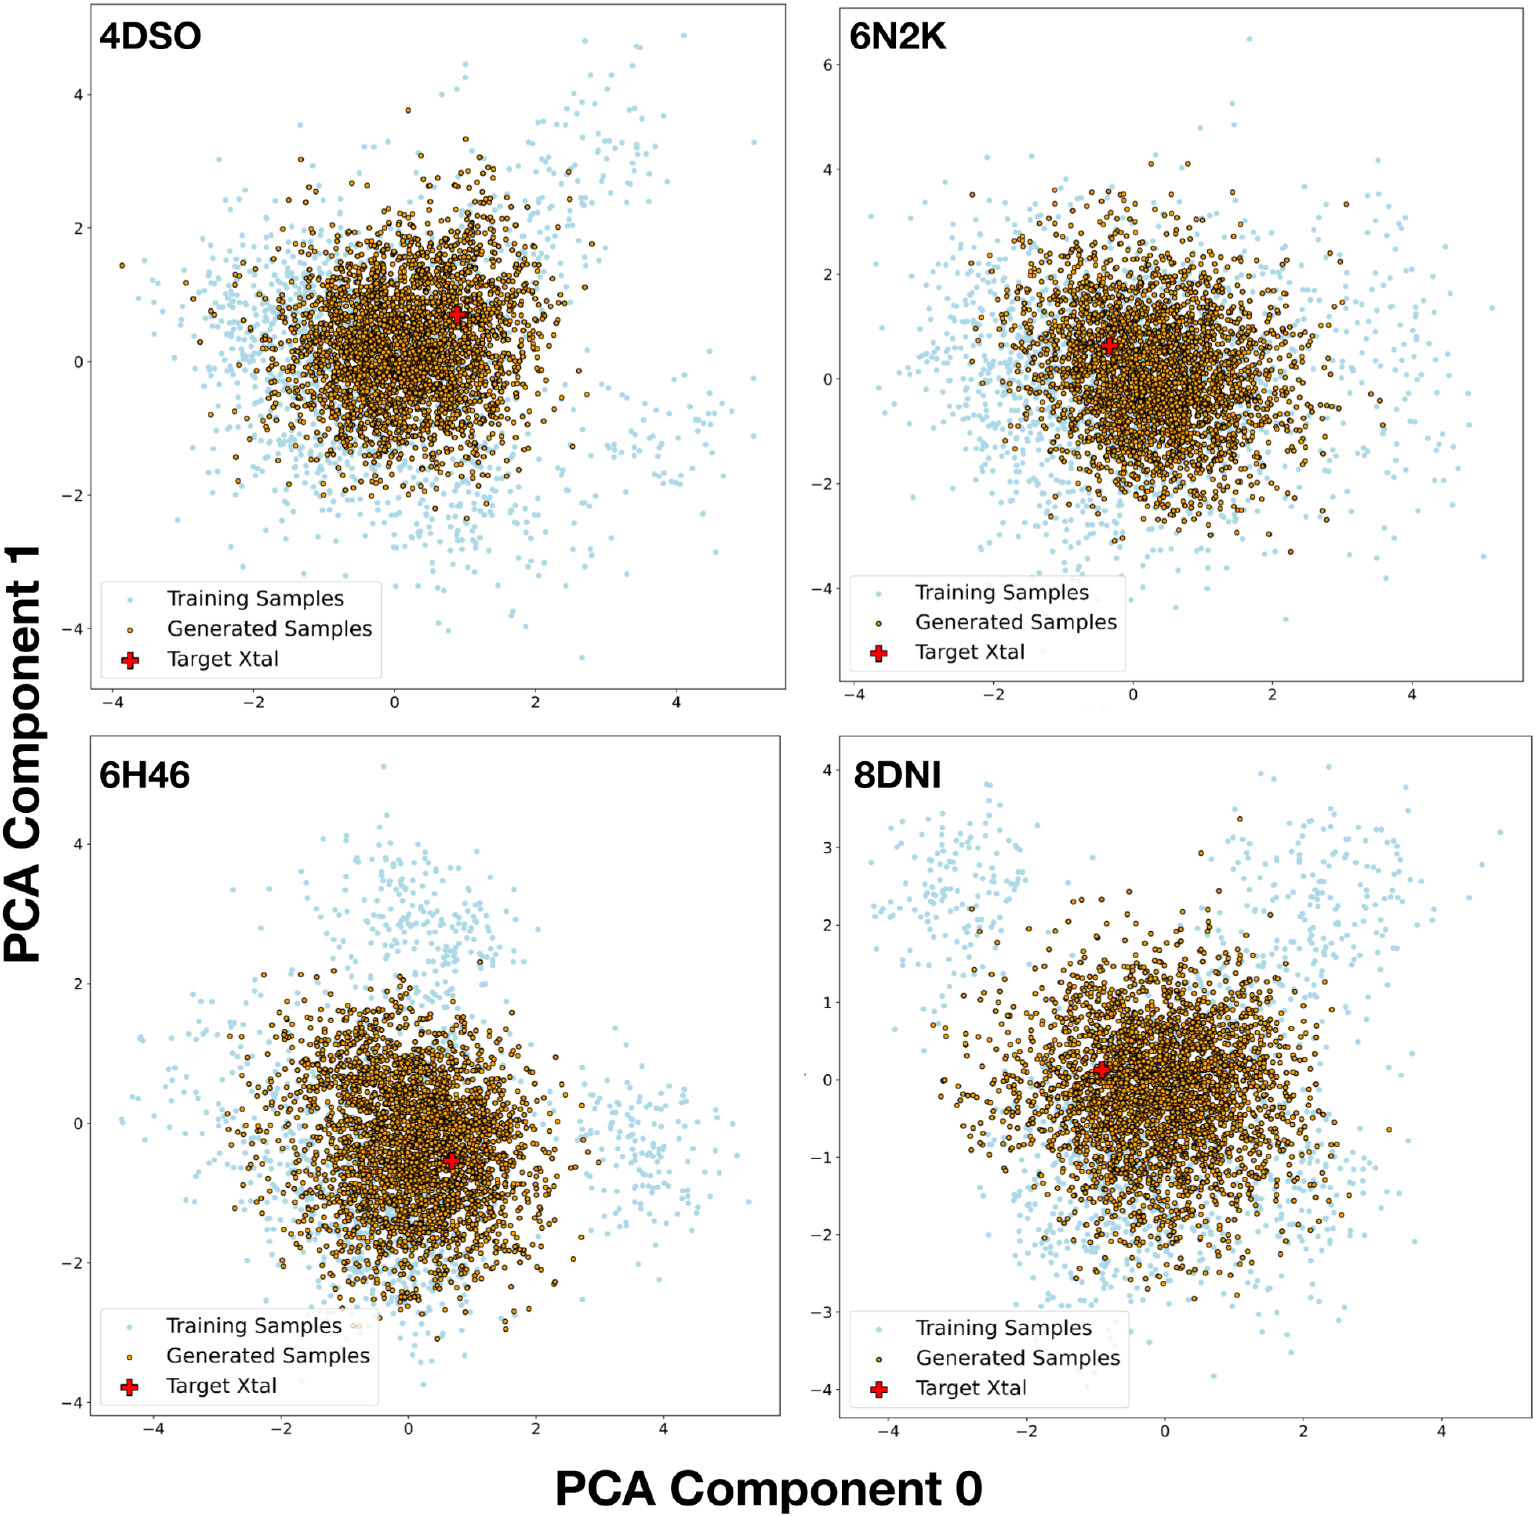 PCA Component 1
4DSO
4
2
0
−2
−4
Training Samples
Generated Samples
Target Xtal
−4 −2 0 2 4
6N2K
6
4
2
0
−2
−4
Training Samples
Generated Samples
Target Xtal
−4 −2 0 2 4
6H46
4
2
0
−2
−4
Training Samples
Generated Samples
Target Xtal
−4 −2 0 2 4
8DNI
4
3
2
1
0
−1
−2
−3
−4
Training Samples
Generated Samples
Target Xtal
−4 −2 0 2 4
PCA Component 0